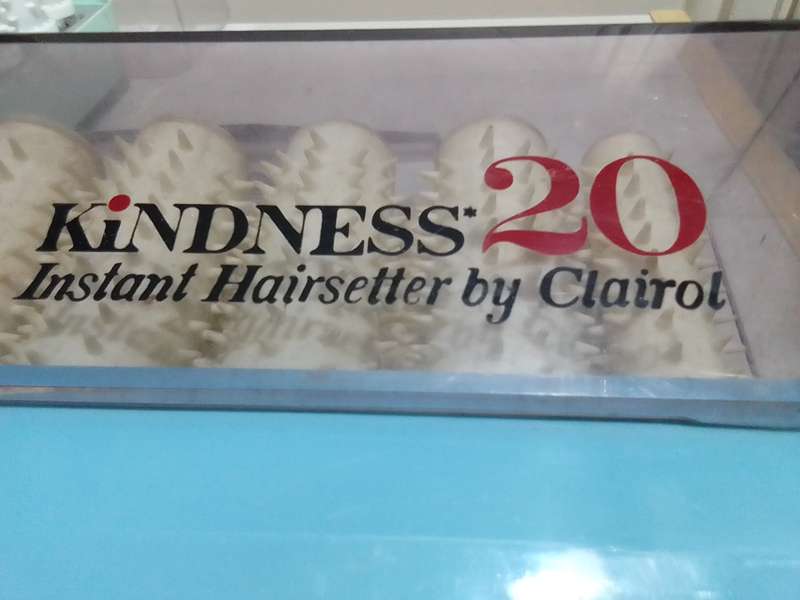 KiNDNESS* 20
Instant Hairsetter by Clairol